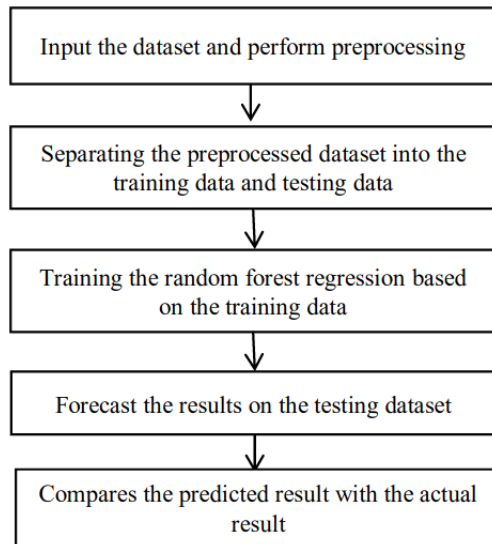 Input the dataset and perform preprocessing
Separating the preprocessed dataset into the
training data and testing data
Training the random forest regression based
on the training data
Forecast the results on the testing dataset
Compares the predicted result with the actual
result